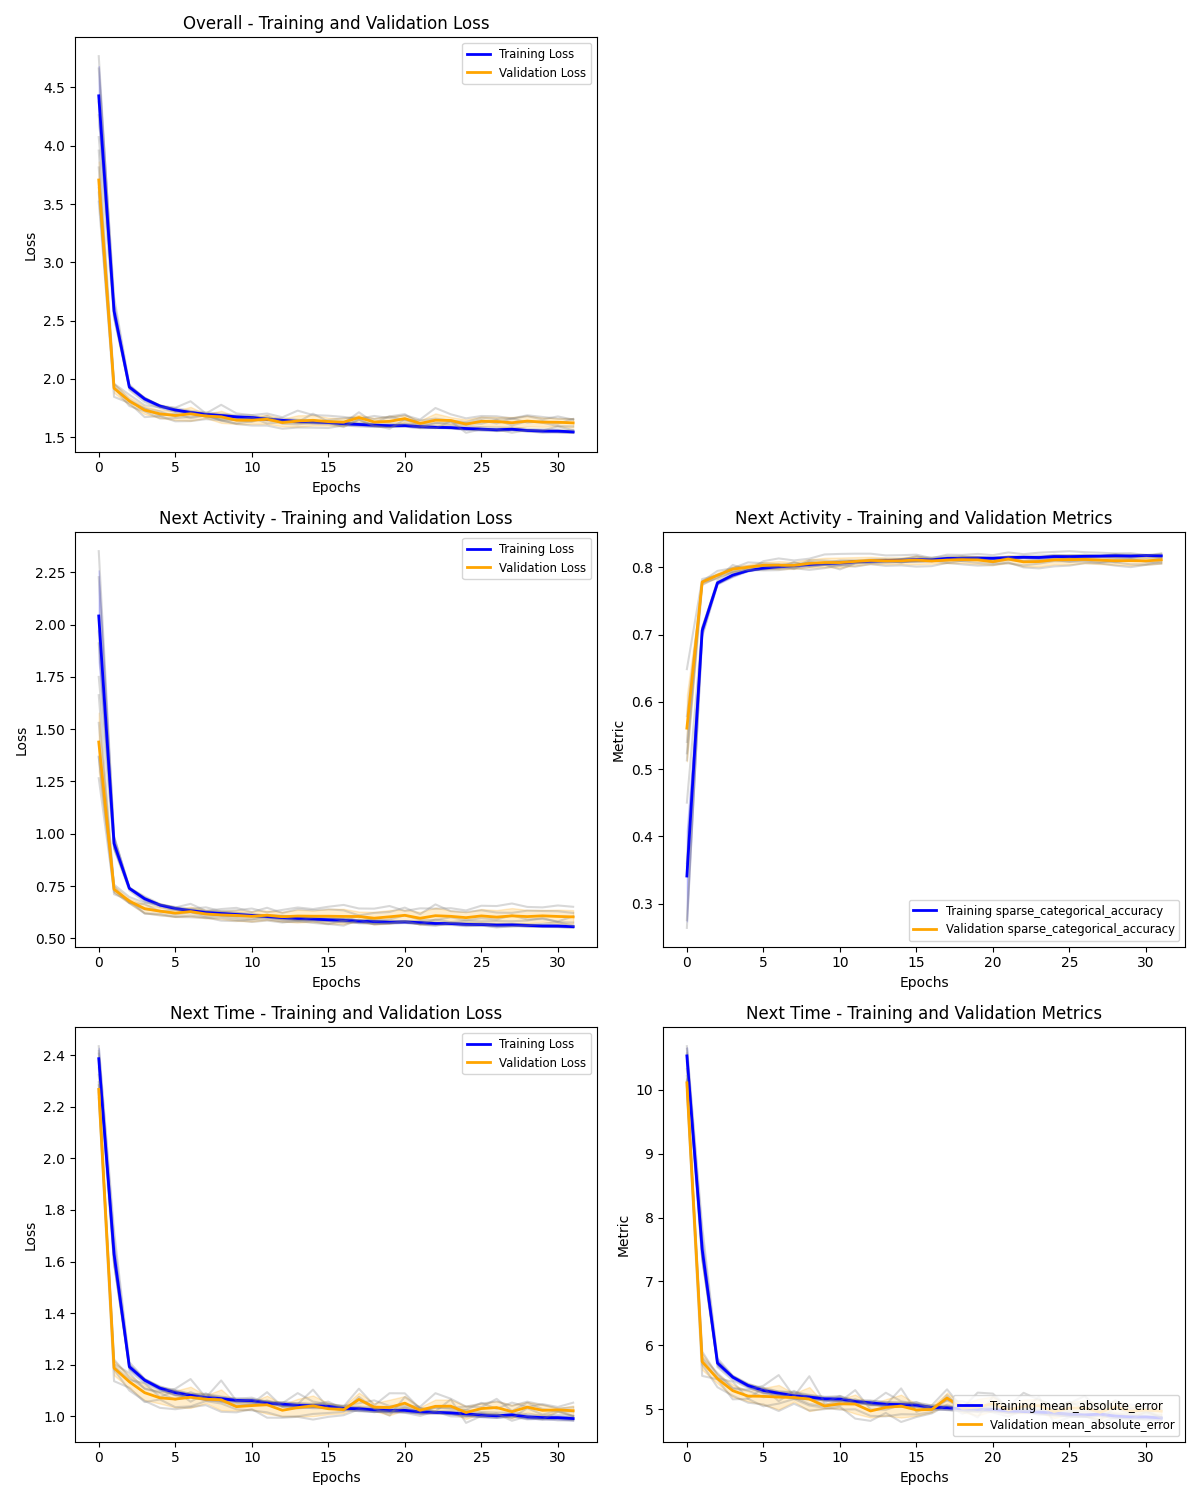 Overall - Training and Validation Loss
Training Loss
Validation Loss
Loss
4.5
4.0
3.5
3.0
2.5
2.0
1.5
0 5 10 15 20 25 30
Epochs
Next Activity - Training and Validation Loss
Training Loss
Validation Loss
Loss
2.25
2.00
1.75
1.50
1.25
1.00
0.75
0.50
0 5 10 15 20 25 30
Epochs
Next Activity - Training and Validation Metrics
Metric
0.8
0.7
0.6
0.5
0.4
0.3
Training sparse_categorical_accuracy
Validation sparse_categorical_accuracy
0 5 10 15 20 25 30
Epochs
Next Time - Training and Validation Loss
Training Loss
Validation Loss
Loss
2.4
2.2
2.0
1.8
1.6
1.4
1.2
1.0
0 5 10 15 20 25 30
Epochs
Next Time - Training and Validation Metrics
Metric
10
9
8
7
6
5
Training mean_absolute_error
Validation mean_absolute_error
0 5 10 15 20 25 30
Epochs